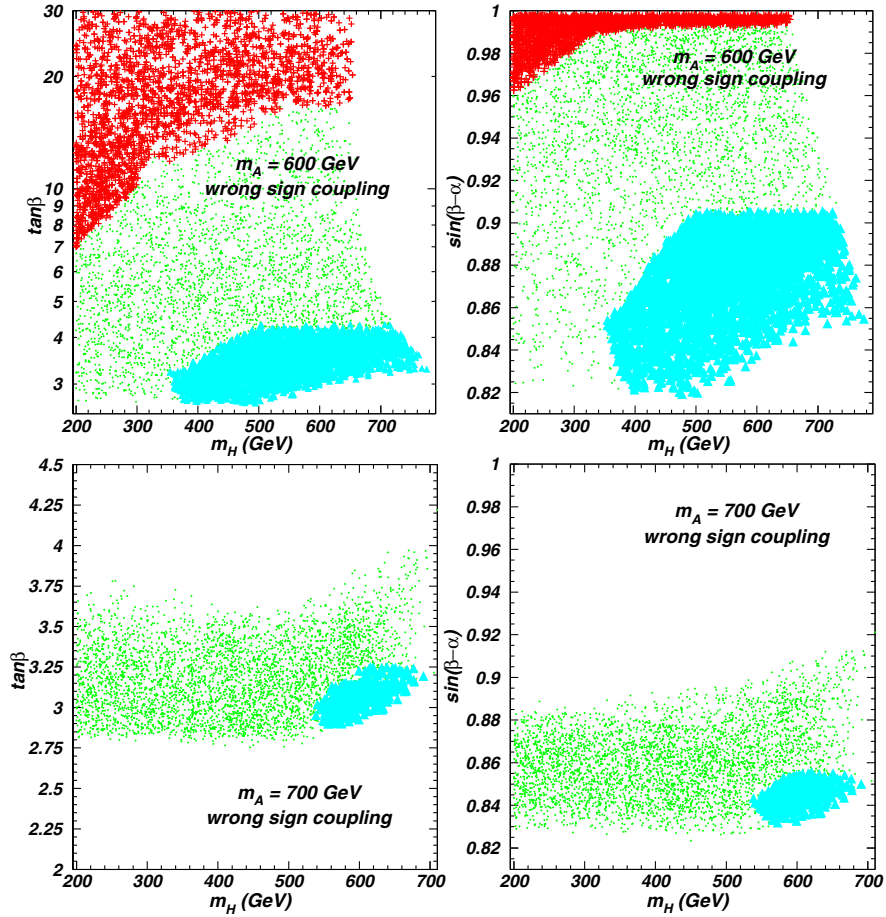 30
20
10
9
8
7
6
5
4
3
tanβ
m_A = 600 GeV
wrong sign coupling
200 300 400 500 600 700
m_H (GeV)
1
0.98
0.96
0.94
0.92
0.9
0.88
0.86
0.84
0.82
sin(β−α)
m_A = 600 GeV
wrong sign coupling
200 300 400 500 600 700
m_H (GeV)
4.5
4.25
4
3.75
3.5
3.25
3
2.75
2.5
2.25
2
tanβ
m_A = 700 GeV
wrong sign coupling
200 300 400 500 600 700
m_H (GeV)
1
0.98
0.96
0.94
0.92
0.9
0.88
0.86
0.84
0.82
sin(β−α)
m_A = 700 GeV
wrong sign coupling
200 300 400 500 600 700
m_H (GeV)